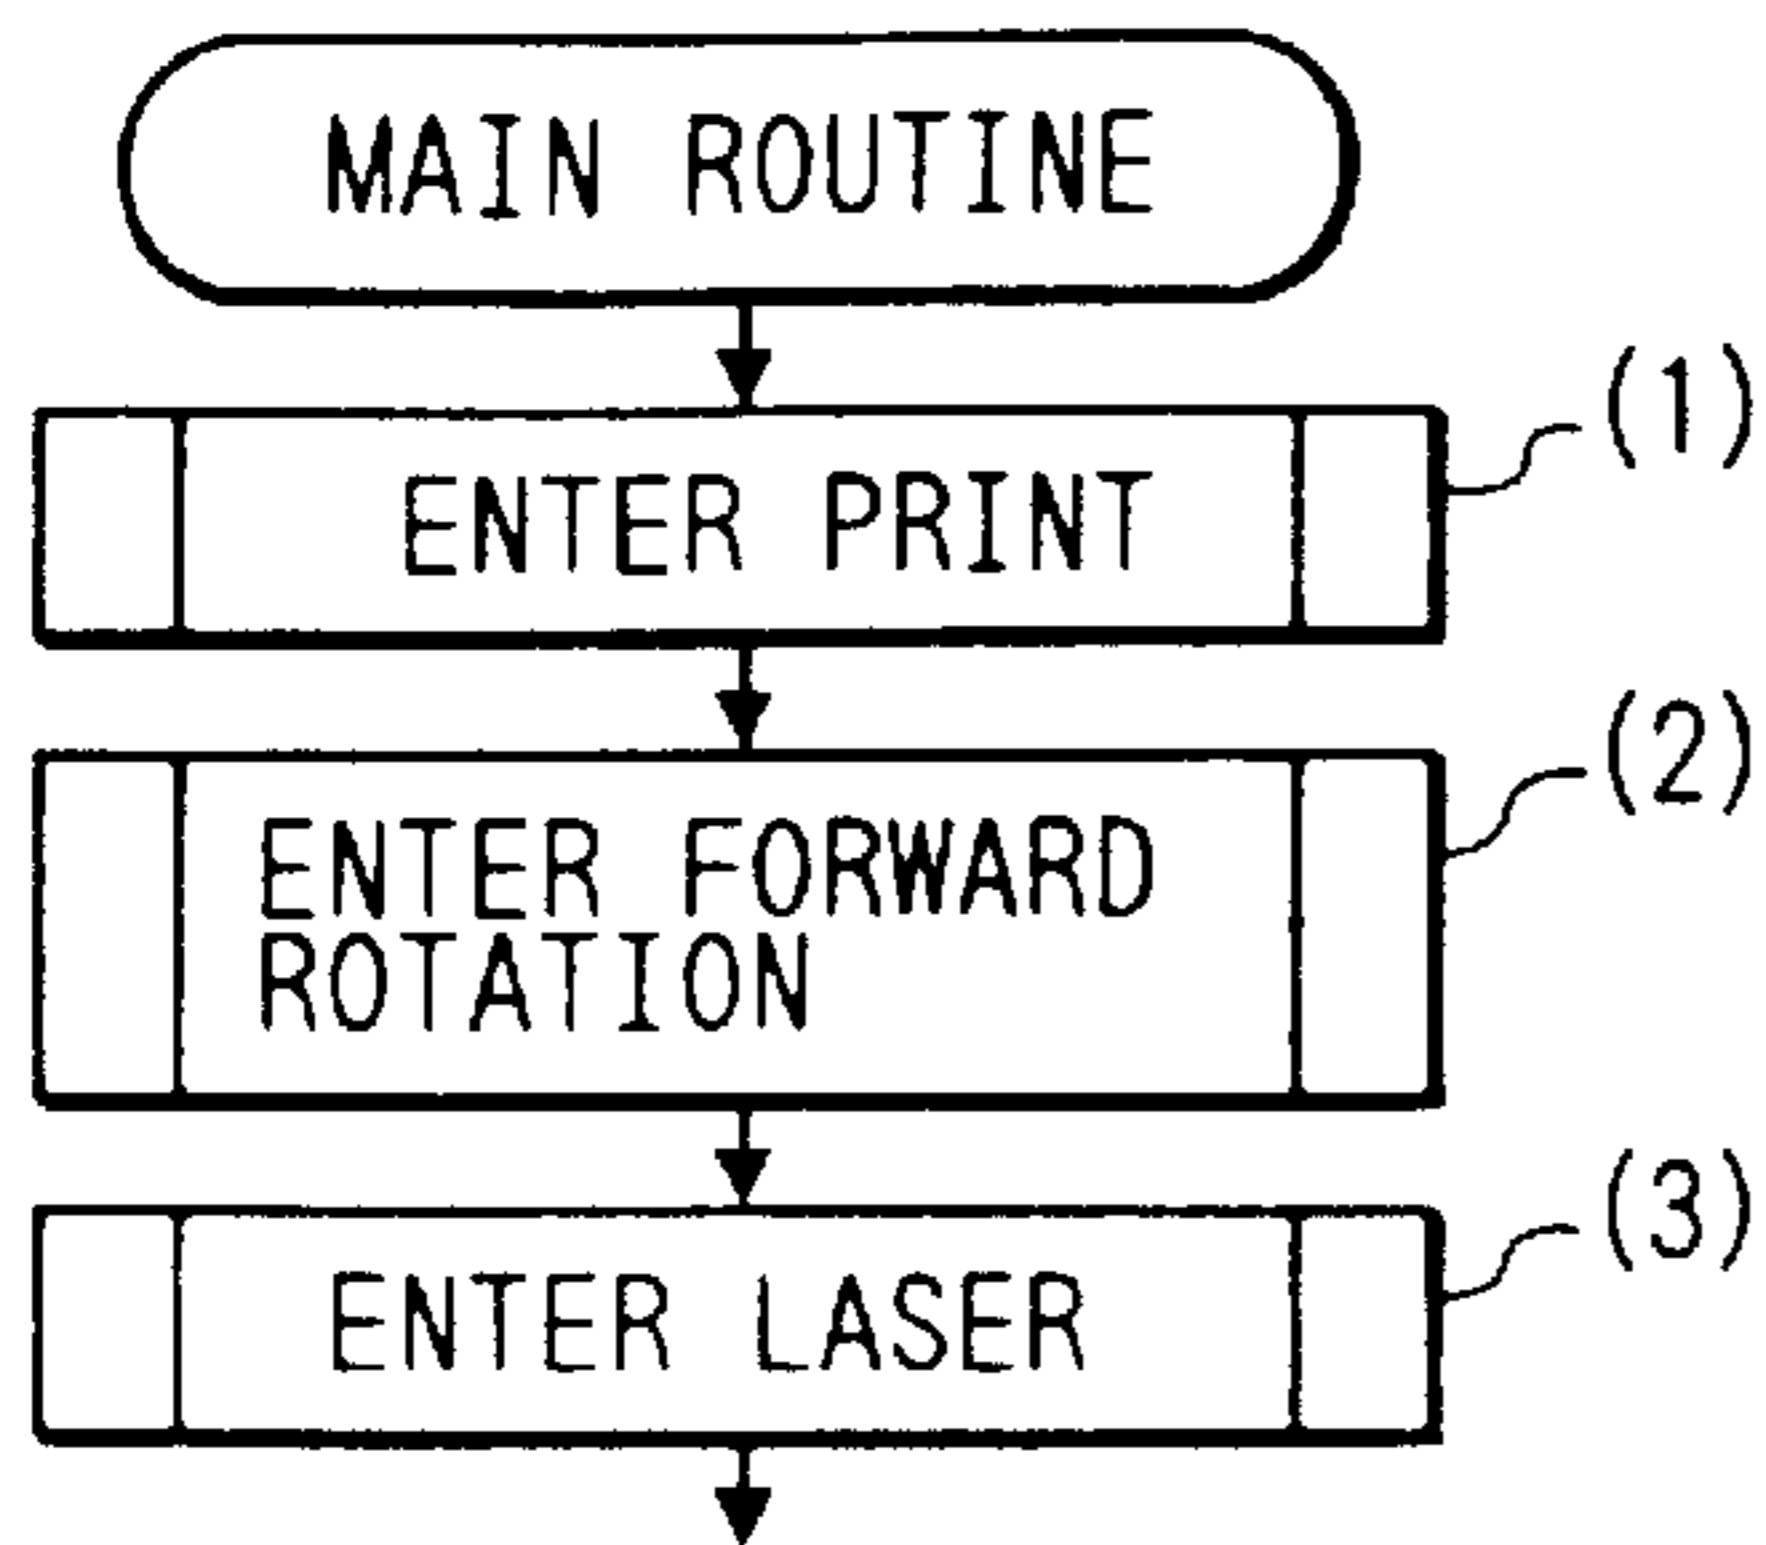 MAIN ROUTINE
(1)
ENTER PRINT
(2)
ENTER FORWARD
ROTATION
(3)
ENTER LASER